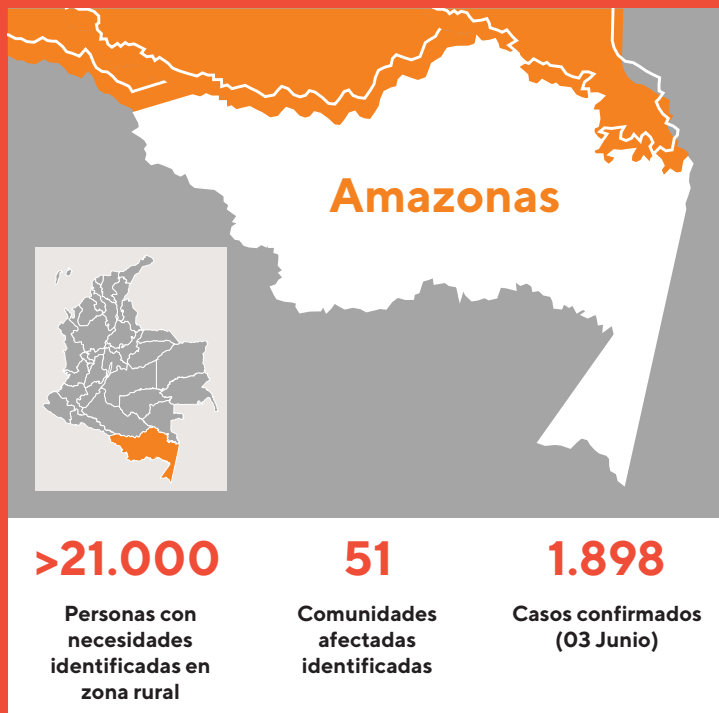 Amazonas
>21.000
Personas con
necesidades
identificadas en
zona rural
51
Comunidades
afectadas
identificadas
1.898
Casos confirmados
(03 Junio)